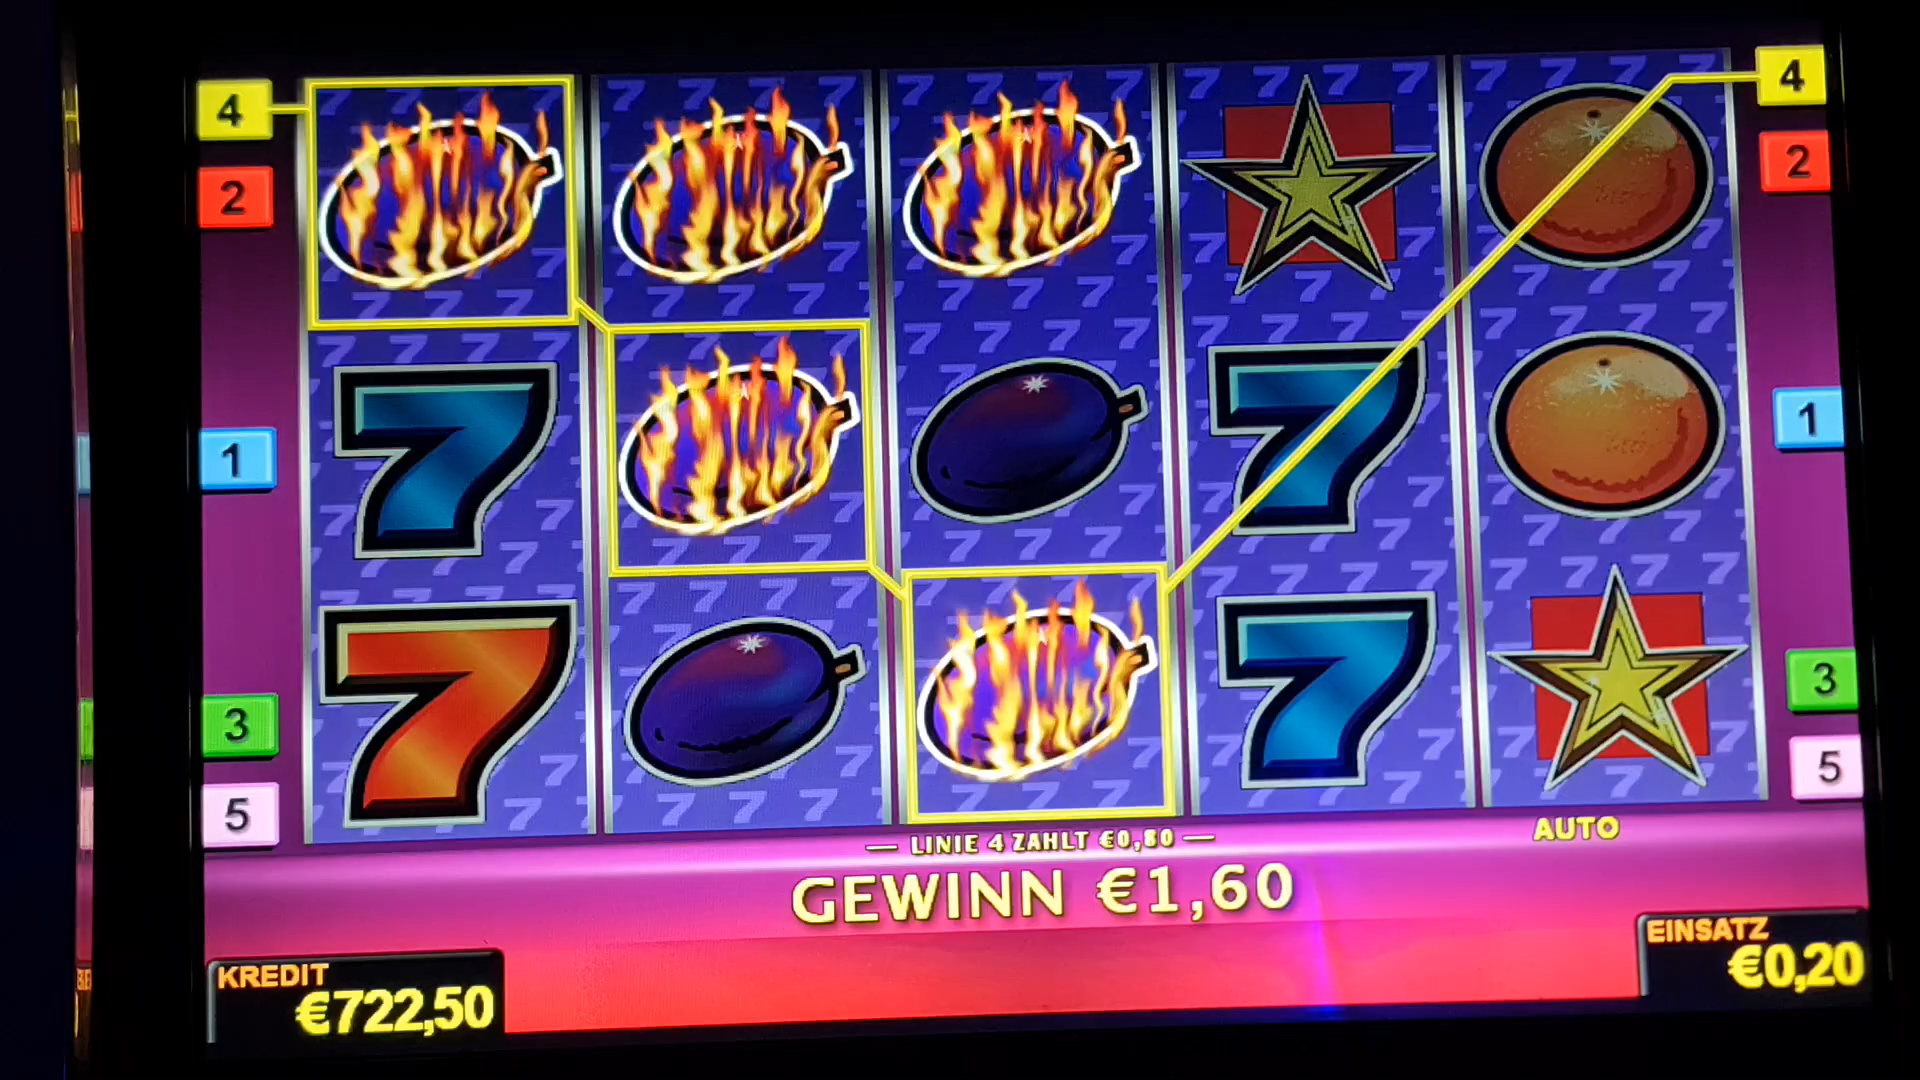 4
4
2
2
1
1
3
3
5
5
AUTO
— LINIE 4 ZAHLT €0,80 —
GEWINN €1,60
KREDIT
€722,50
EINSATZ
€0,20